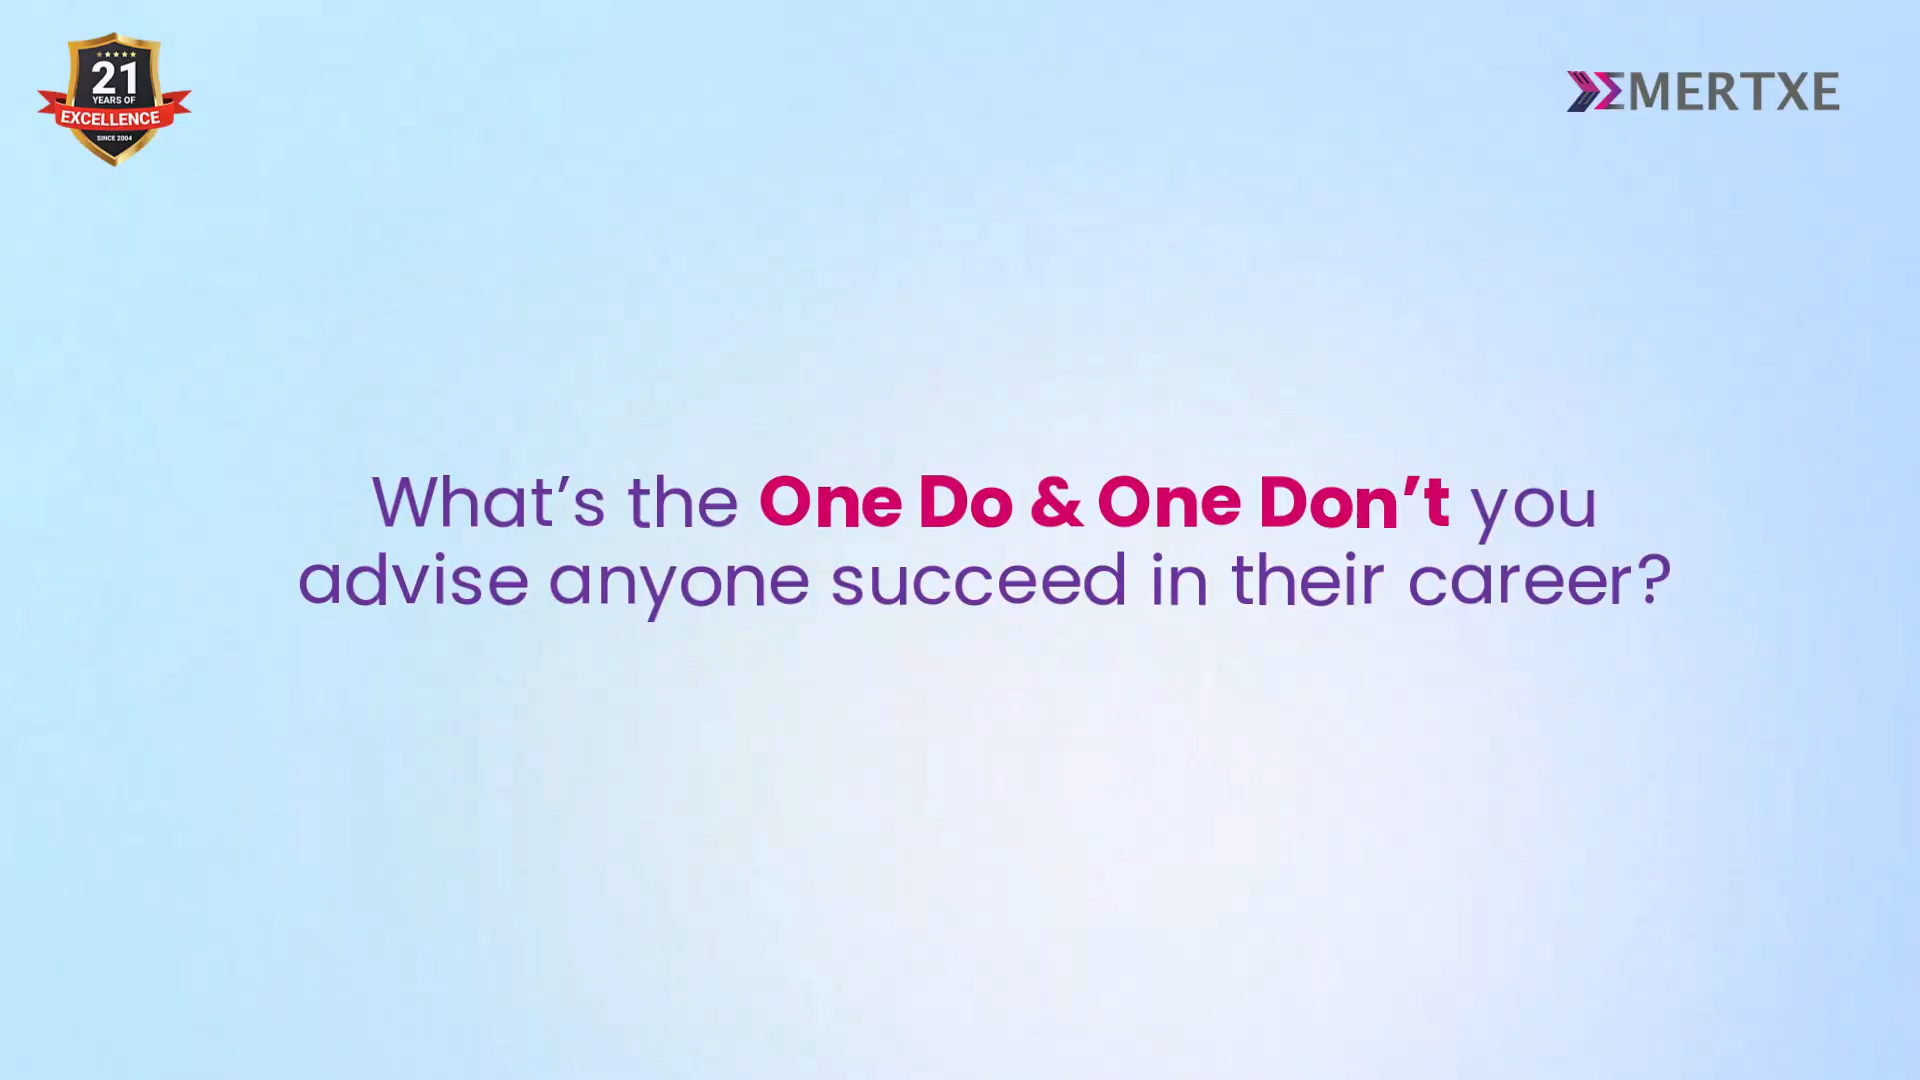 21
YEARS OF
EXCELLENCE
SINCE 2004
EMERTXE
What's the One Do & One Don't you
advise anyone succeed in their career?